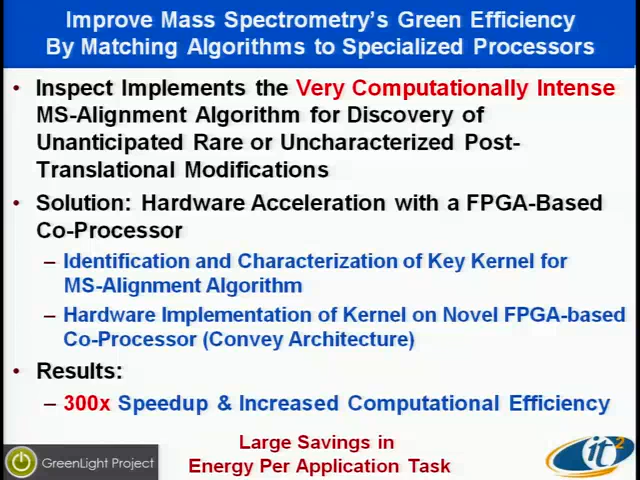 Improve Mass Spectrometry's Green Efficiency
By Matching Algorithms to Specialized Processors
• Inspect Implements the Very Computationally Intense
MS-Alignment Algorithm for Discovery of
Unanticipated Rare or Uncharacterized Post-
Translational Modifications
• Solution: Hardware Acceleration with a FPGA-Based
Co-Processor
– Identification and Characterization of Key Kernel for
MS-Alignment Algorithm
– Hardware Implementation of Kernel on Novel FPGA-based
Co-Processor (Convey Architecture)
• Results:
– 300x Speedup & Increased Computational Efficiency
Large Savings in
Energy Per Application Task
GreenLight Project
it2